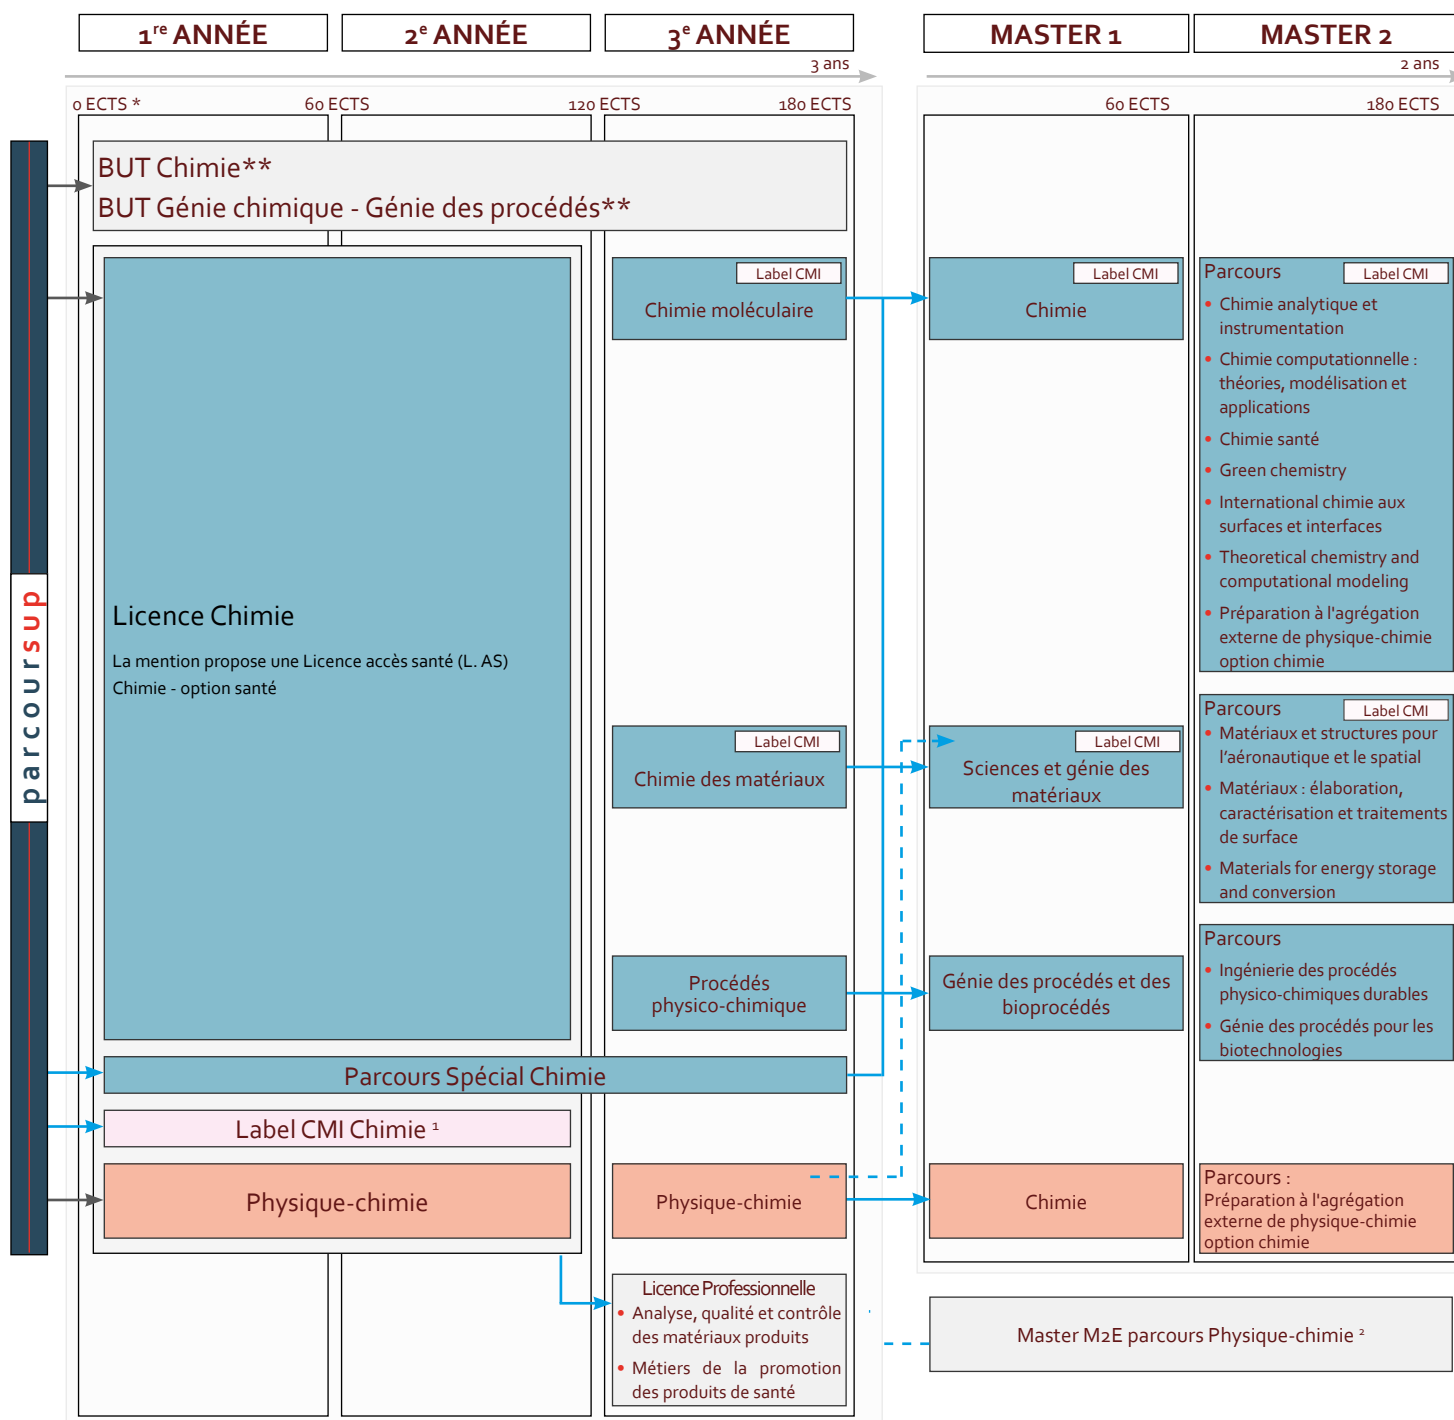 1re ANNÉE
2e ANNÉE
3e ANNÉE
MASTER 1
MASTER 2
3 ans
2 ans
0 ECTS *
60 ECTS
120 ECTS
180 ECTS
60 ECTS
180 ECTS
parcoursup
BUT Chimie**
BUT Génie chimique - Génie des procédés**
Licence Chimie
La mention propose une Licence accès santé (L. AS)
Chimie - option santé
Label CMI
Chimie moléculaire
Label CMI
Chimie
Parcours
Label CMI
• Chimie analytique et
instrumentation
• Chimie computationnelle :
théories, modélisation et
applications
• Chimie santé
• Green chemistry
• International chimie aux
surfaces et interfaces
• Theoretical chemistry and
computational modeling
• Préparation à l'agrégation
externe de physique-chimie
option chimie
Label CMI
Chimie des matériaux
Label CMI
Sciences et génie des
matériaux
Parcours
Label CMI
• Matériaux et structures pour
l'aéronautique et le spatial
• Matériaux : élaboration,
caractérisation et traitements
de surface
• Materials for energy storage
and conversion
Procédés
physico-chimique
Génie des procédés et des
bioprocédés
Parcours
• Ingénierie des procédés
physico-chimiques durables
• Génie des procédés pour les
biotechnologies
Parcours Spécial Chimie
Label CMI Chimie 1
Physique-chimie
Physique-chimie
Chimie
Parcours :
Préparation à l'agrégation
externe de physique-chimie
option chimie
Licence Professionnelle
• Analyse, qualité et contrôle
des matériaux produits
• Métiers de la promotion
des produits de santé
Master M2E parcours Physique-chimie 2